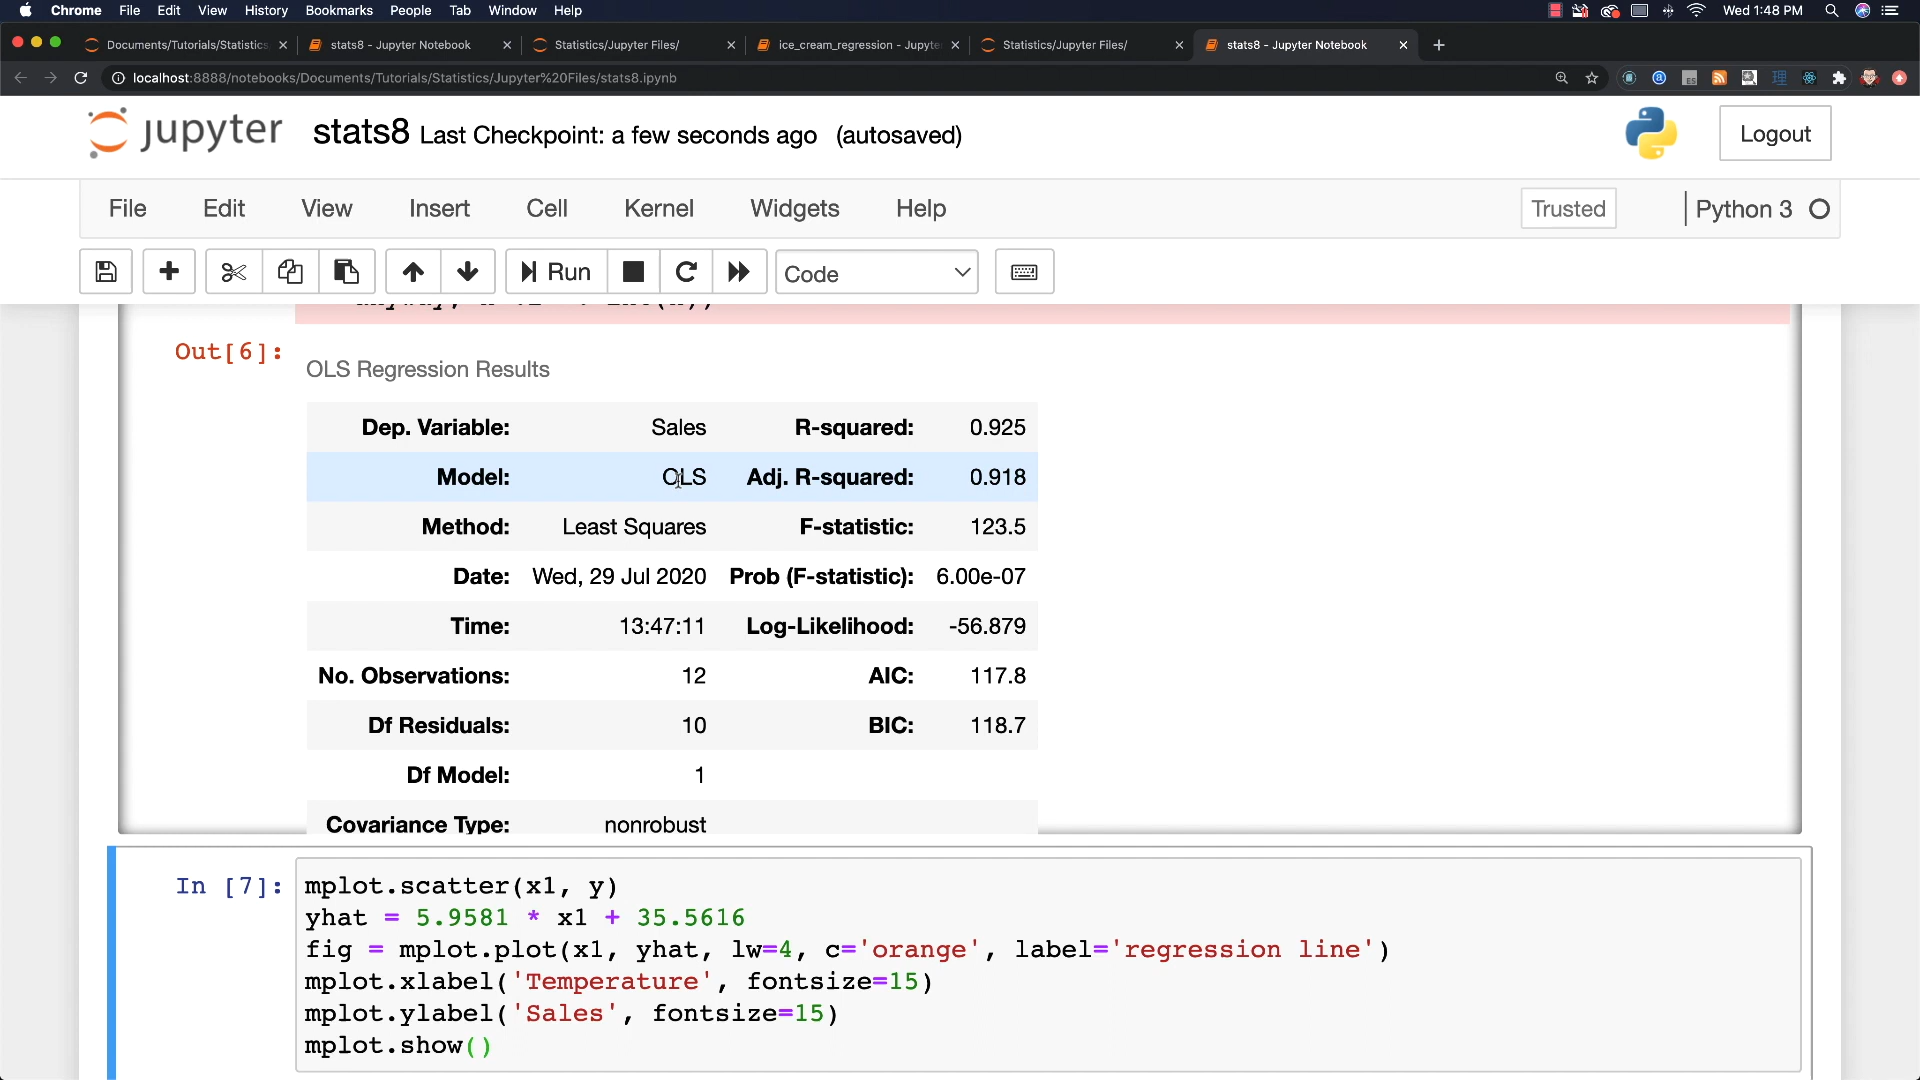 Chrome File Edit View History Bookmarks People Tab Window Help Wed 1:48 PM
Documents/Tutorials/Statistics stats8 - Jupyter Notebook Statistics/Jupyter Files/ ice_cream_regression - Jupyte Statistics/Jupyter Files/ stats8 - Jupyter Notebook
localhost:8888/notebooks/Documents/Tutorials/Statistics/Jupyter%20Files/stats8.ipynb
jupyter stats8 Last Checkpoint: a few seconds ago (autosaved) Logout
File Edit View Insert Cell Kernel Widgets Help Trusted Python 3
Run Code
Out[6]:
OLS Regression Results
Dep. Variable: Sales R-squared: 0.925
Model: OLS Adj. R-squared: 0.918
Method: Least Squares F-statistic: 123.5
Date: Wed, 29 Jul 2020 Prob (F-statistic): 6.00e-07
Time: 13:47:11 Log-Likelihood: -56.879
No. Observations: 12 AIC: 117.8
Df Residuals: 10 BIC: 118.7
Df Model: 1
Covariance Type: nonrobust
In [7]: mplot.scatter(x1, y)
yhat = 5.9581 * x1 + 35.5616
fig = mplot.plot(x1, yhat, lw=4, c='orange', label='regression line')
mplot.xlabel('Temperature', fontsize=15)
mplot.ylabel('Sales', fontsize=15)
mplot.show()